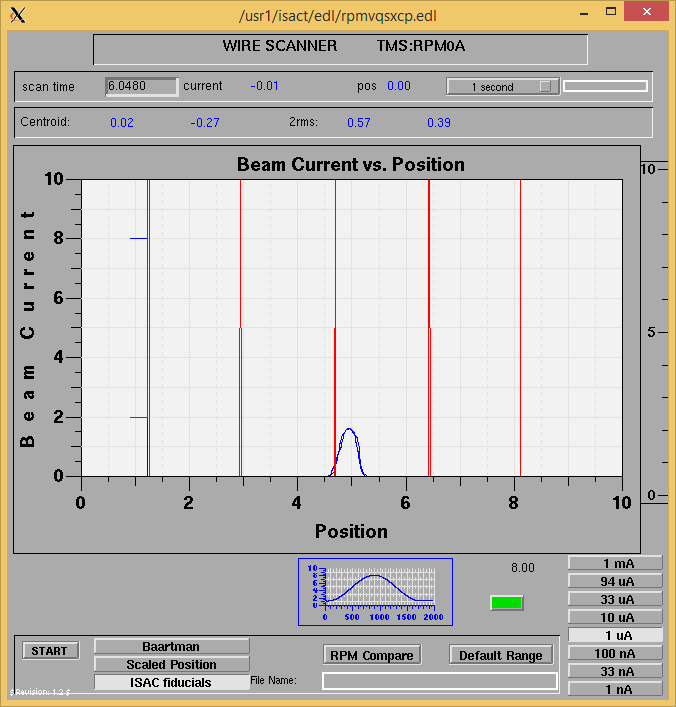 /usr1/isact/edl/rpmvqsxcp.edl
WIRE SCANNER TMS:RPM0A
scan time 6.0480 current -0.01 pos 0.00 1 second
Centroid: 0.02 -0.27 2rms: 0.57 0.39
Beam Current vs. Position
Beam Current
10
8
6
4
2
0
0 2 4 6 8 10
Position
10
5
0
8.00
10
8
6
4
2
0
0 500 1000 1500 2000
1 mA
94 uA
33 uA
10 uA
1 uA
100 nA
33 nA
1 nA
START
Baartman
Scaled Position
ISAC fiducials
RPM Compare
Default Range
File Name:
$Revision: 1.2 $